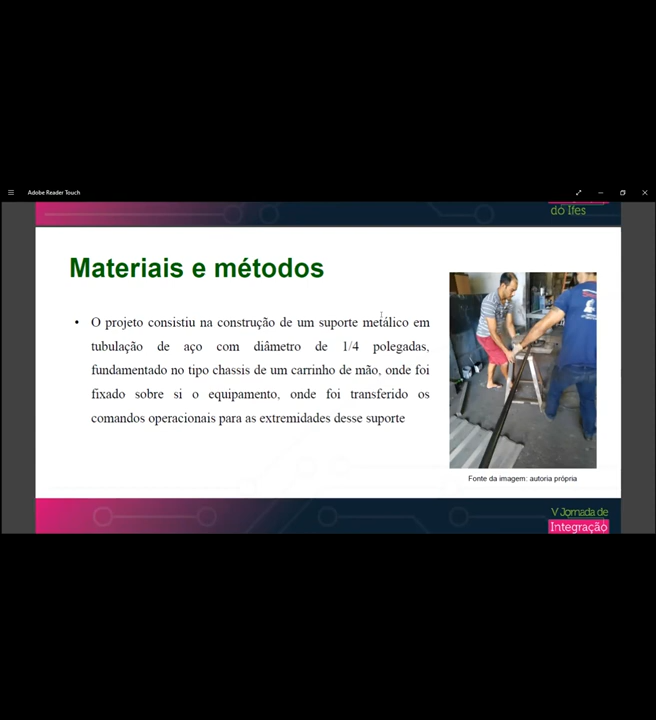 Adobe Reader Touch
do Ifes
Materiais e métodos
• O projeto consistiu na construção de um suporte metálico em
tubulação de aço com diâmetro de 1/4 polegadas,
fundamentado no tipo chassis de um carrinho de mão, onde foi
fixado sobre si o equipamento, onde foi transferido os
comandos operacionais para as extremidades desse suporte
Fonte da imagem: autoria própria
V Jornada de
Integração